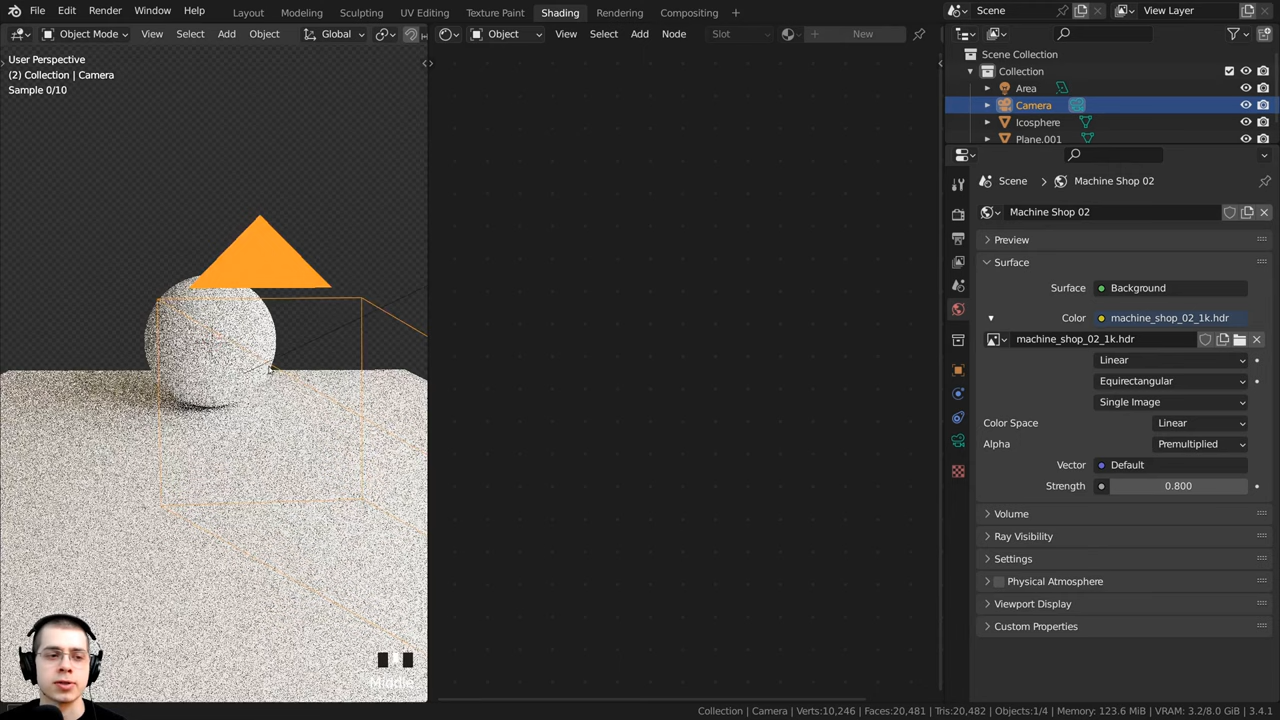 File Edit Render Window Help Layout Modeling Sculpting UV Editing Texture Paint Shading Rendering Compositing + Scene View Layer
Object Mode View Select Add Object Global Object View Select Add Node Slot New
User Perspective
(2) Collection | Camera
Sample 0/10
Scene Collection
Collection
Area
Camera
Icosphere
Plane.001
Scene > Machine Shop 02
Machine Shop 02
Preview
Surface
Surface Background
Color machine_shop_02_1k.hdr
machine_shop_02_1k.hdr
Linear
Equirectangular
Single Image
Color Space Linear
Alpha Premultiplied
Vector Default
Strength 0.800
Volume
Ray Visibility
Settings
Physical Atmosphere
Viewport Display
Custom Properties
Collection | Camera | Verts:10,246 | Faces:20,481 | Tris:20,482 | Objects:1/4 | Memory: 123.6 MiB | VRAM: 3.2/8.0 GiB | 3.4.1